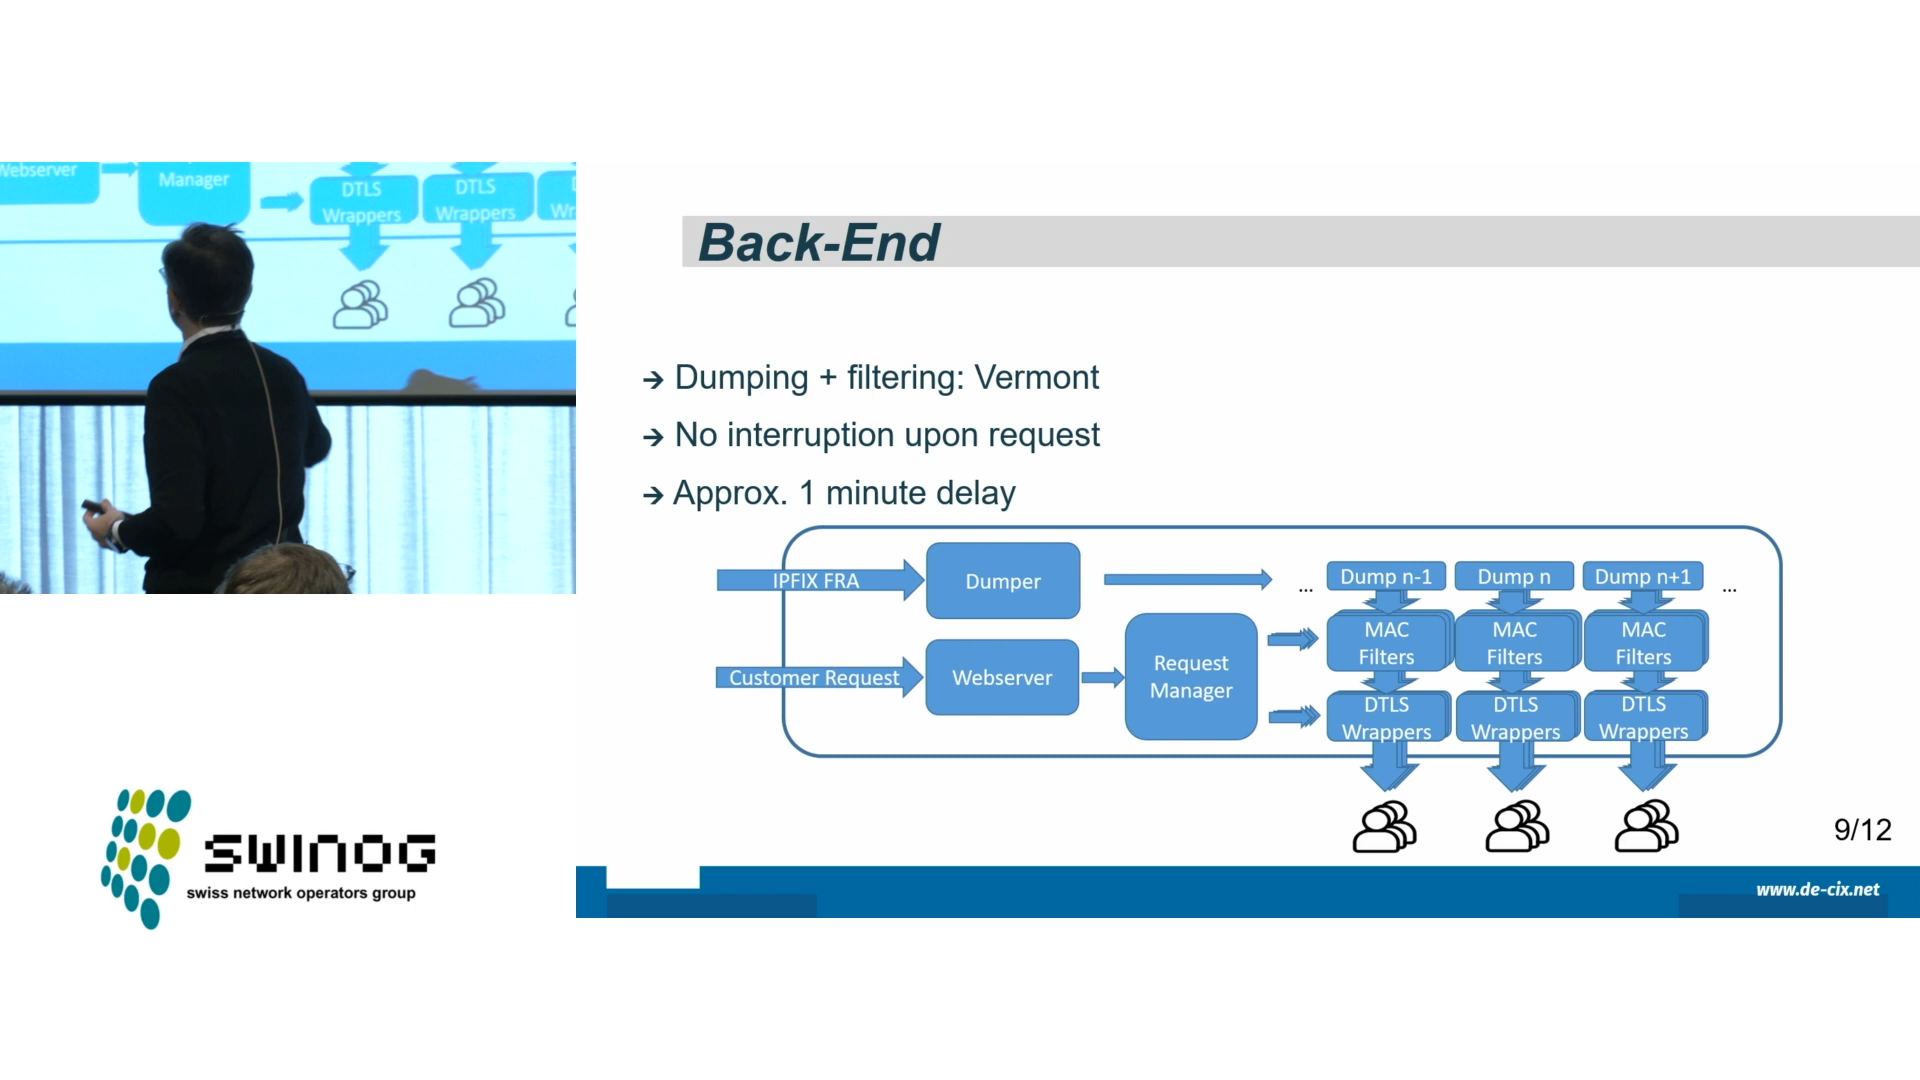 Webserver
Manager
DTLS
Wrappers
DTLS
Wrappers
Back-End
→ Dumping + filtering: Vermont
→ No interruption upon request
→ Approx. 1 minute delay
IPFIX FRA
Dumper
... Dump n-1 Dump n Dump n+1 ...
MAC
Filters
MAC
Filters
MAC
Filters
Customer Request
Webserver
Request
Manager
DTLS
Wrappers
DTLS
Wrappers
DTLS
Wrappers
9/12
www.de-cix.net
SWINOG
swiss network operators group